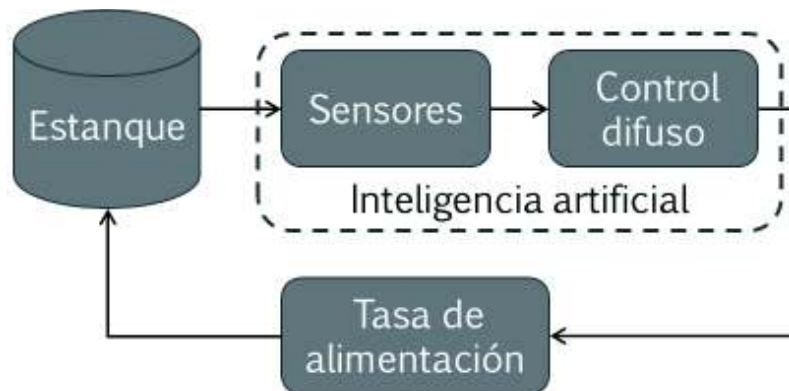 Estanque
Sensores
Control
difuso
Inteligencia artificial
Tasa de
alimentación